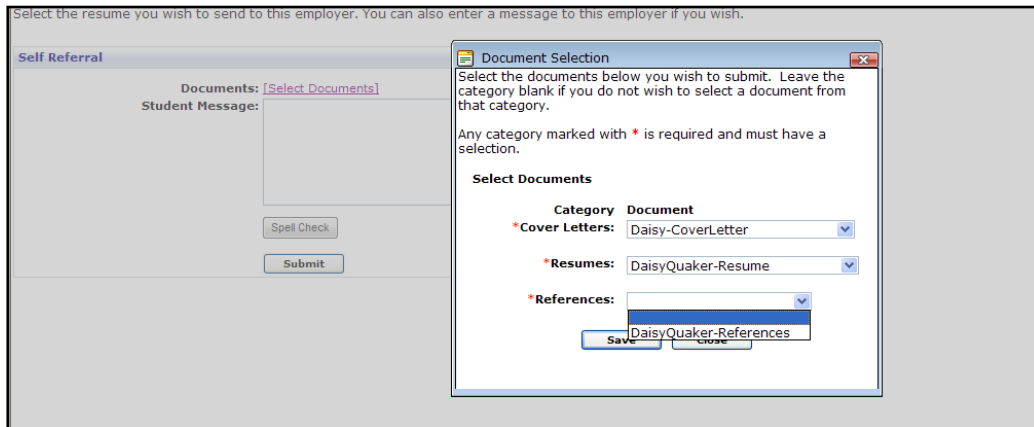 Select the resume you wish to send to this employer. You can also enter a message to this employer if you wish.
Self Referral
Documents: [Select Documents]
Student Message:
Spell Check
Submit
Document Selection
Select the documents below you wish to submit. Leave the
category blank if you do not wish to select a document from
that category.
Any category marked with * is required and must have a
selection.
Select Documents
Category Document
*Cover Letters: Daisy-CoverLetter
*Resumes: DaisyQuaker-Resume
*References:
DaisyQuaker-References
Save Close